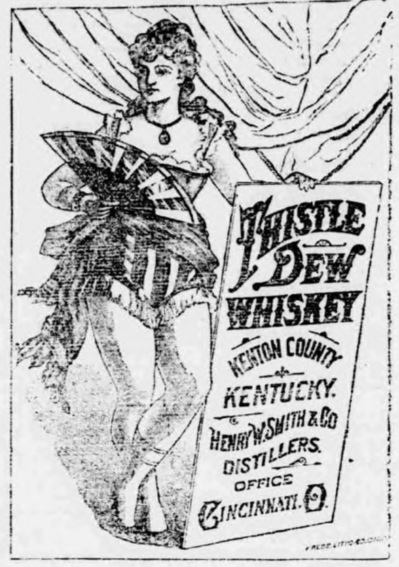 THISTLE
DEW
WHISKEY
KENTON COUNTY
KENTUCKY.
HENRY W. SMITH & CO
DISTILLERS.
OFFICE
CINCINNATI. O.